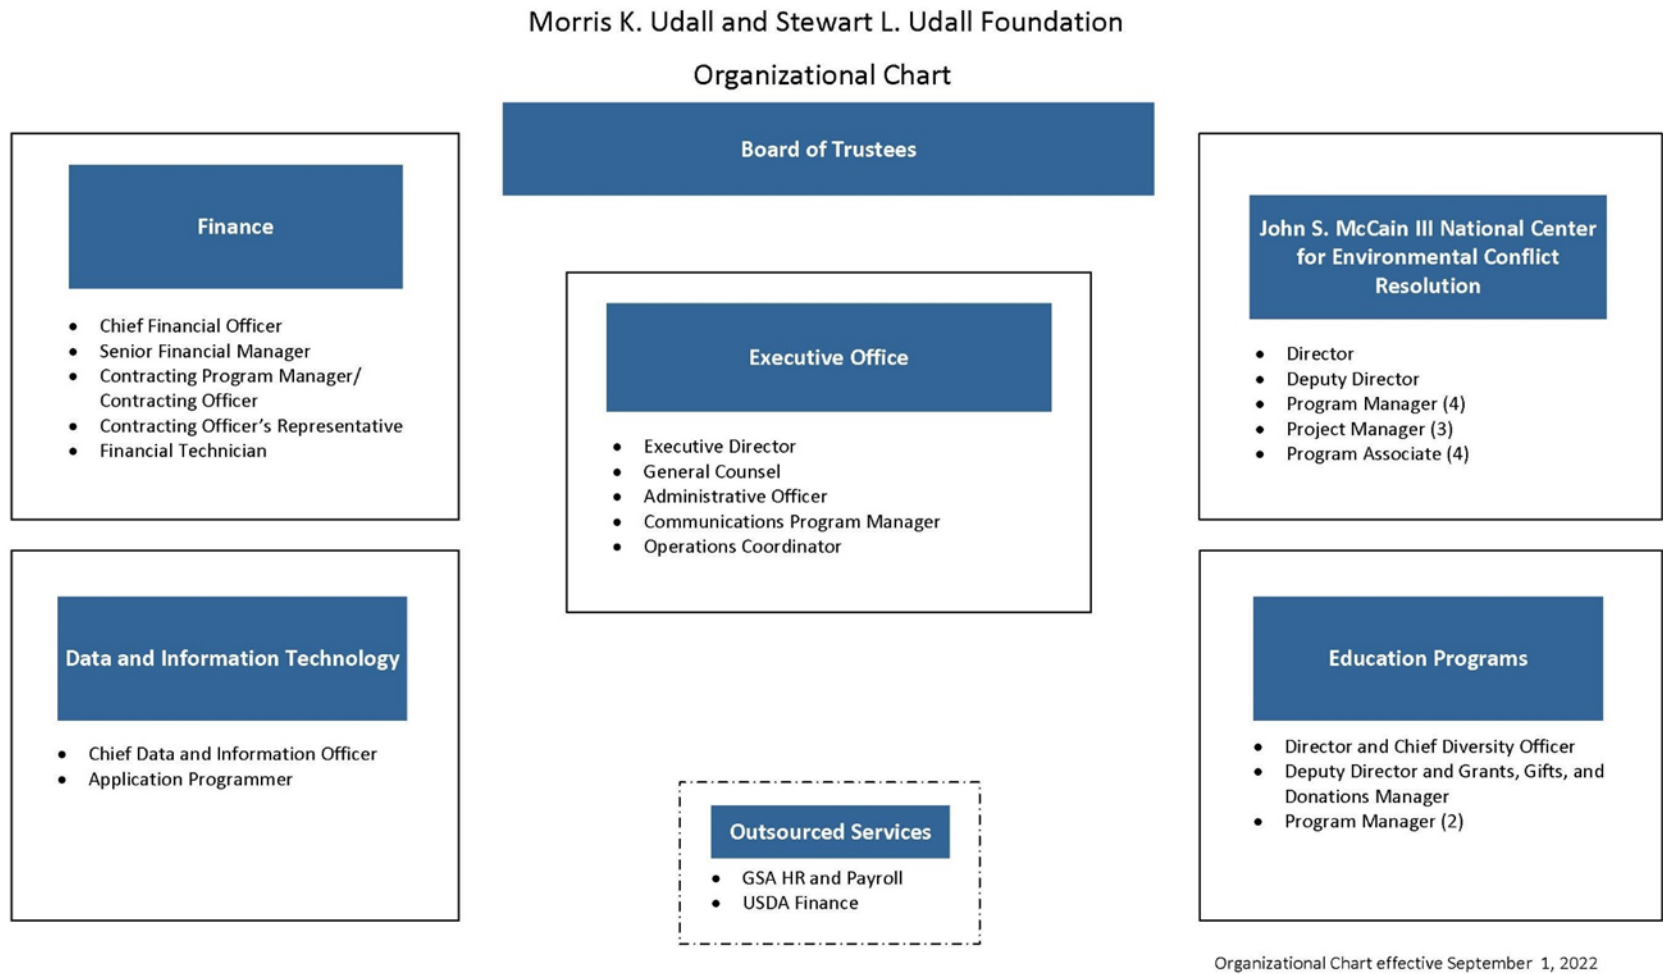 Morris K. Udall and Stewart L. Udall Foundation
Organizational Chart
Board of Trustees
Finance
• Chief Financial Officer
• Senior Financial Manager
• Contracting Program Manager/
Contracting Officer
• Contracting Officer’s Representative
• Financial Technician
Executive Office
• Executive Director
• General Counsel
• Administrative Officer
• Communications Program Manager
• Operations Coordinator
John S. McCain III National Center
for Environmental Conflict
Resolution
• Director
• Deputy Director
• Program Manager (4)
• Project Manager (3)
• Program Associate (4)
Data and Information Technology
• Chief Data and Information Officer
• Application Programmer
Outsourced Services
• GSA HR and Payroll
• USDA Finance
Education Programs
• Director and Chief Diversity Officer
• Deputy Director and Grants, Gifts, and
Donations Manager
• Program Manager (2)
Organizational Chart effective September 1, 2022